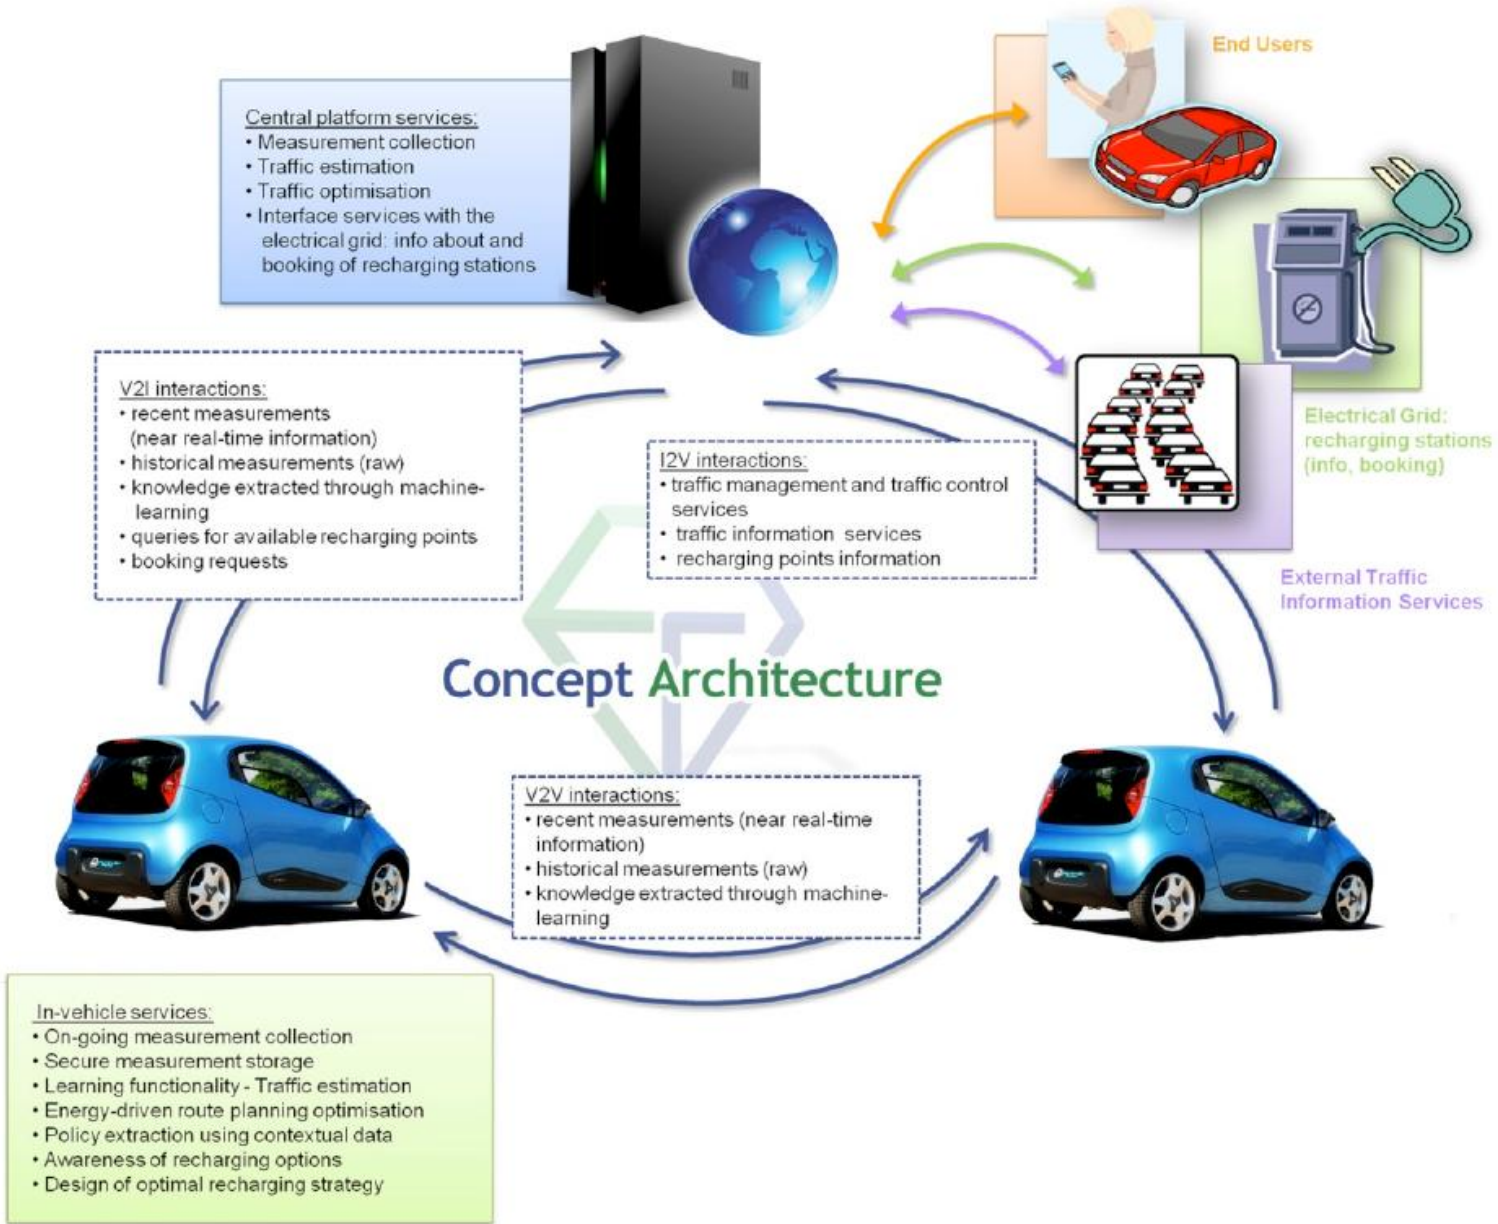 End Users
Central platform services:
• Measurement collection
• Traffic estimation
• Traffic optimisation
• Interface services with the
electrical grid: info about and
booking of recharging stations
V2I interactions:
• recent measurements
(near real-time information)
• historical measurements (raw)
• knowledge extracted through machine-
learning
• queries for available recharging points
• booking requests
I2V interactions:
• traffic management and traffic control
services
• traffic information services
• recharging points information
Electrical Grid:
recharging stations
(info, booking)
External Traffic
Information Services
Concept Architecture
V2V interactions:
• recent measurements (near real-time
information)
• historical measurements (raw)
• knowledge extracted through machine-
learning
In-vehicle services:
• On-going measurement collection
• Secure measurement storage
• Learning functionality - Traffic estimation
• Energy-driven route planning optimisation
• Policy extraction using contextual data
• Awareness of recharging options
• Design of optimal recharging strategy